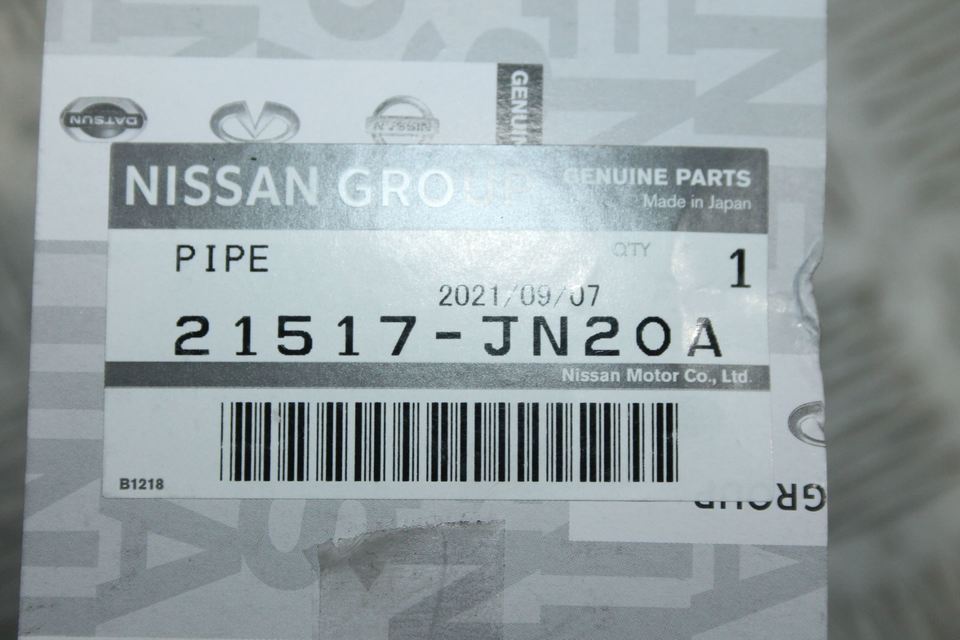 DATSUN
NISSAN
GENUIN
NISSAN GROUP
GENUINE PARTS
Made in Japan
PIPE
QTY
1
2021/09/07
21517-JN20A
Nissan Motor Co., Ltd.
B1218
GROUP